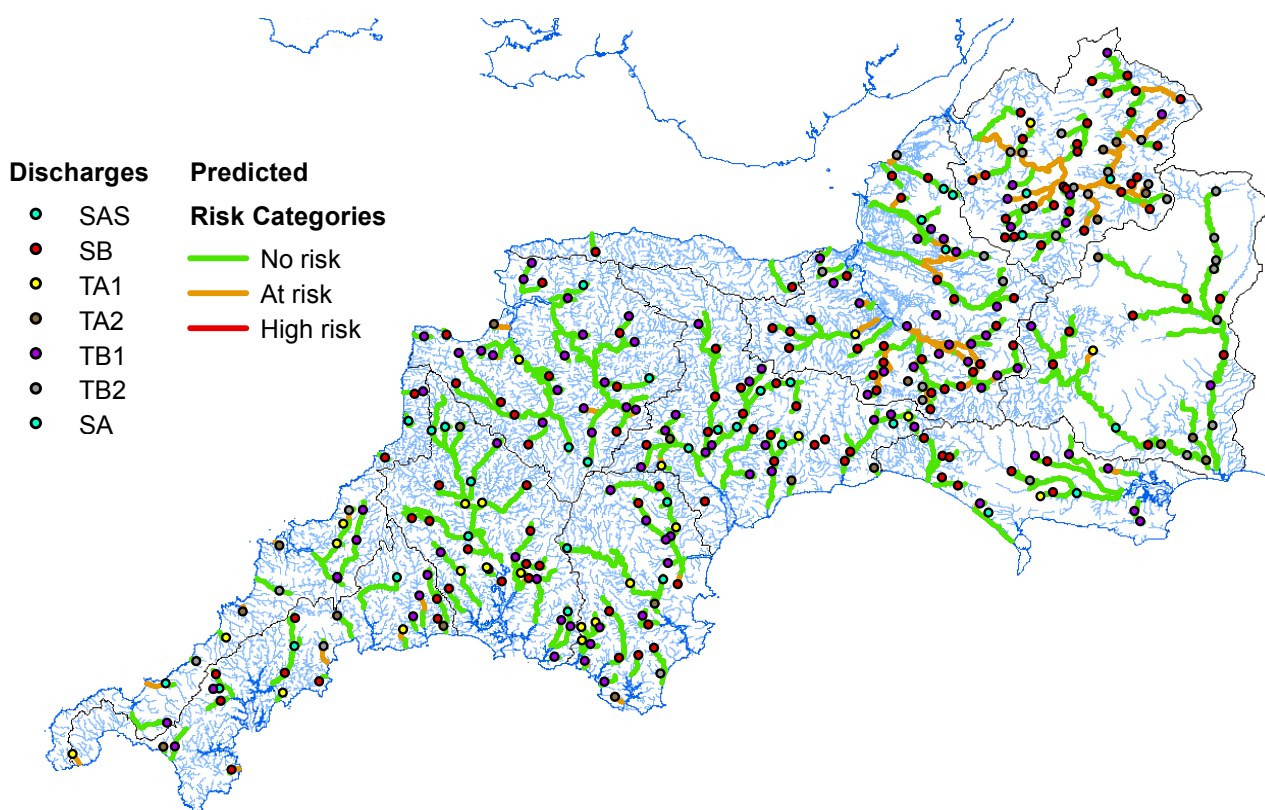 Discharges
SAS
SB
TA1
TA2
TB1
TB2
SA
Predicted
Risk Categories
No risk
At risk
High risk